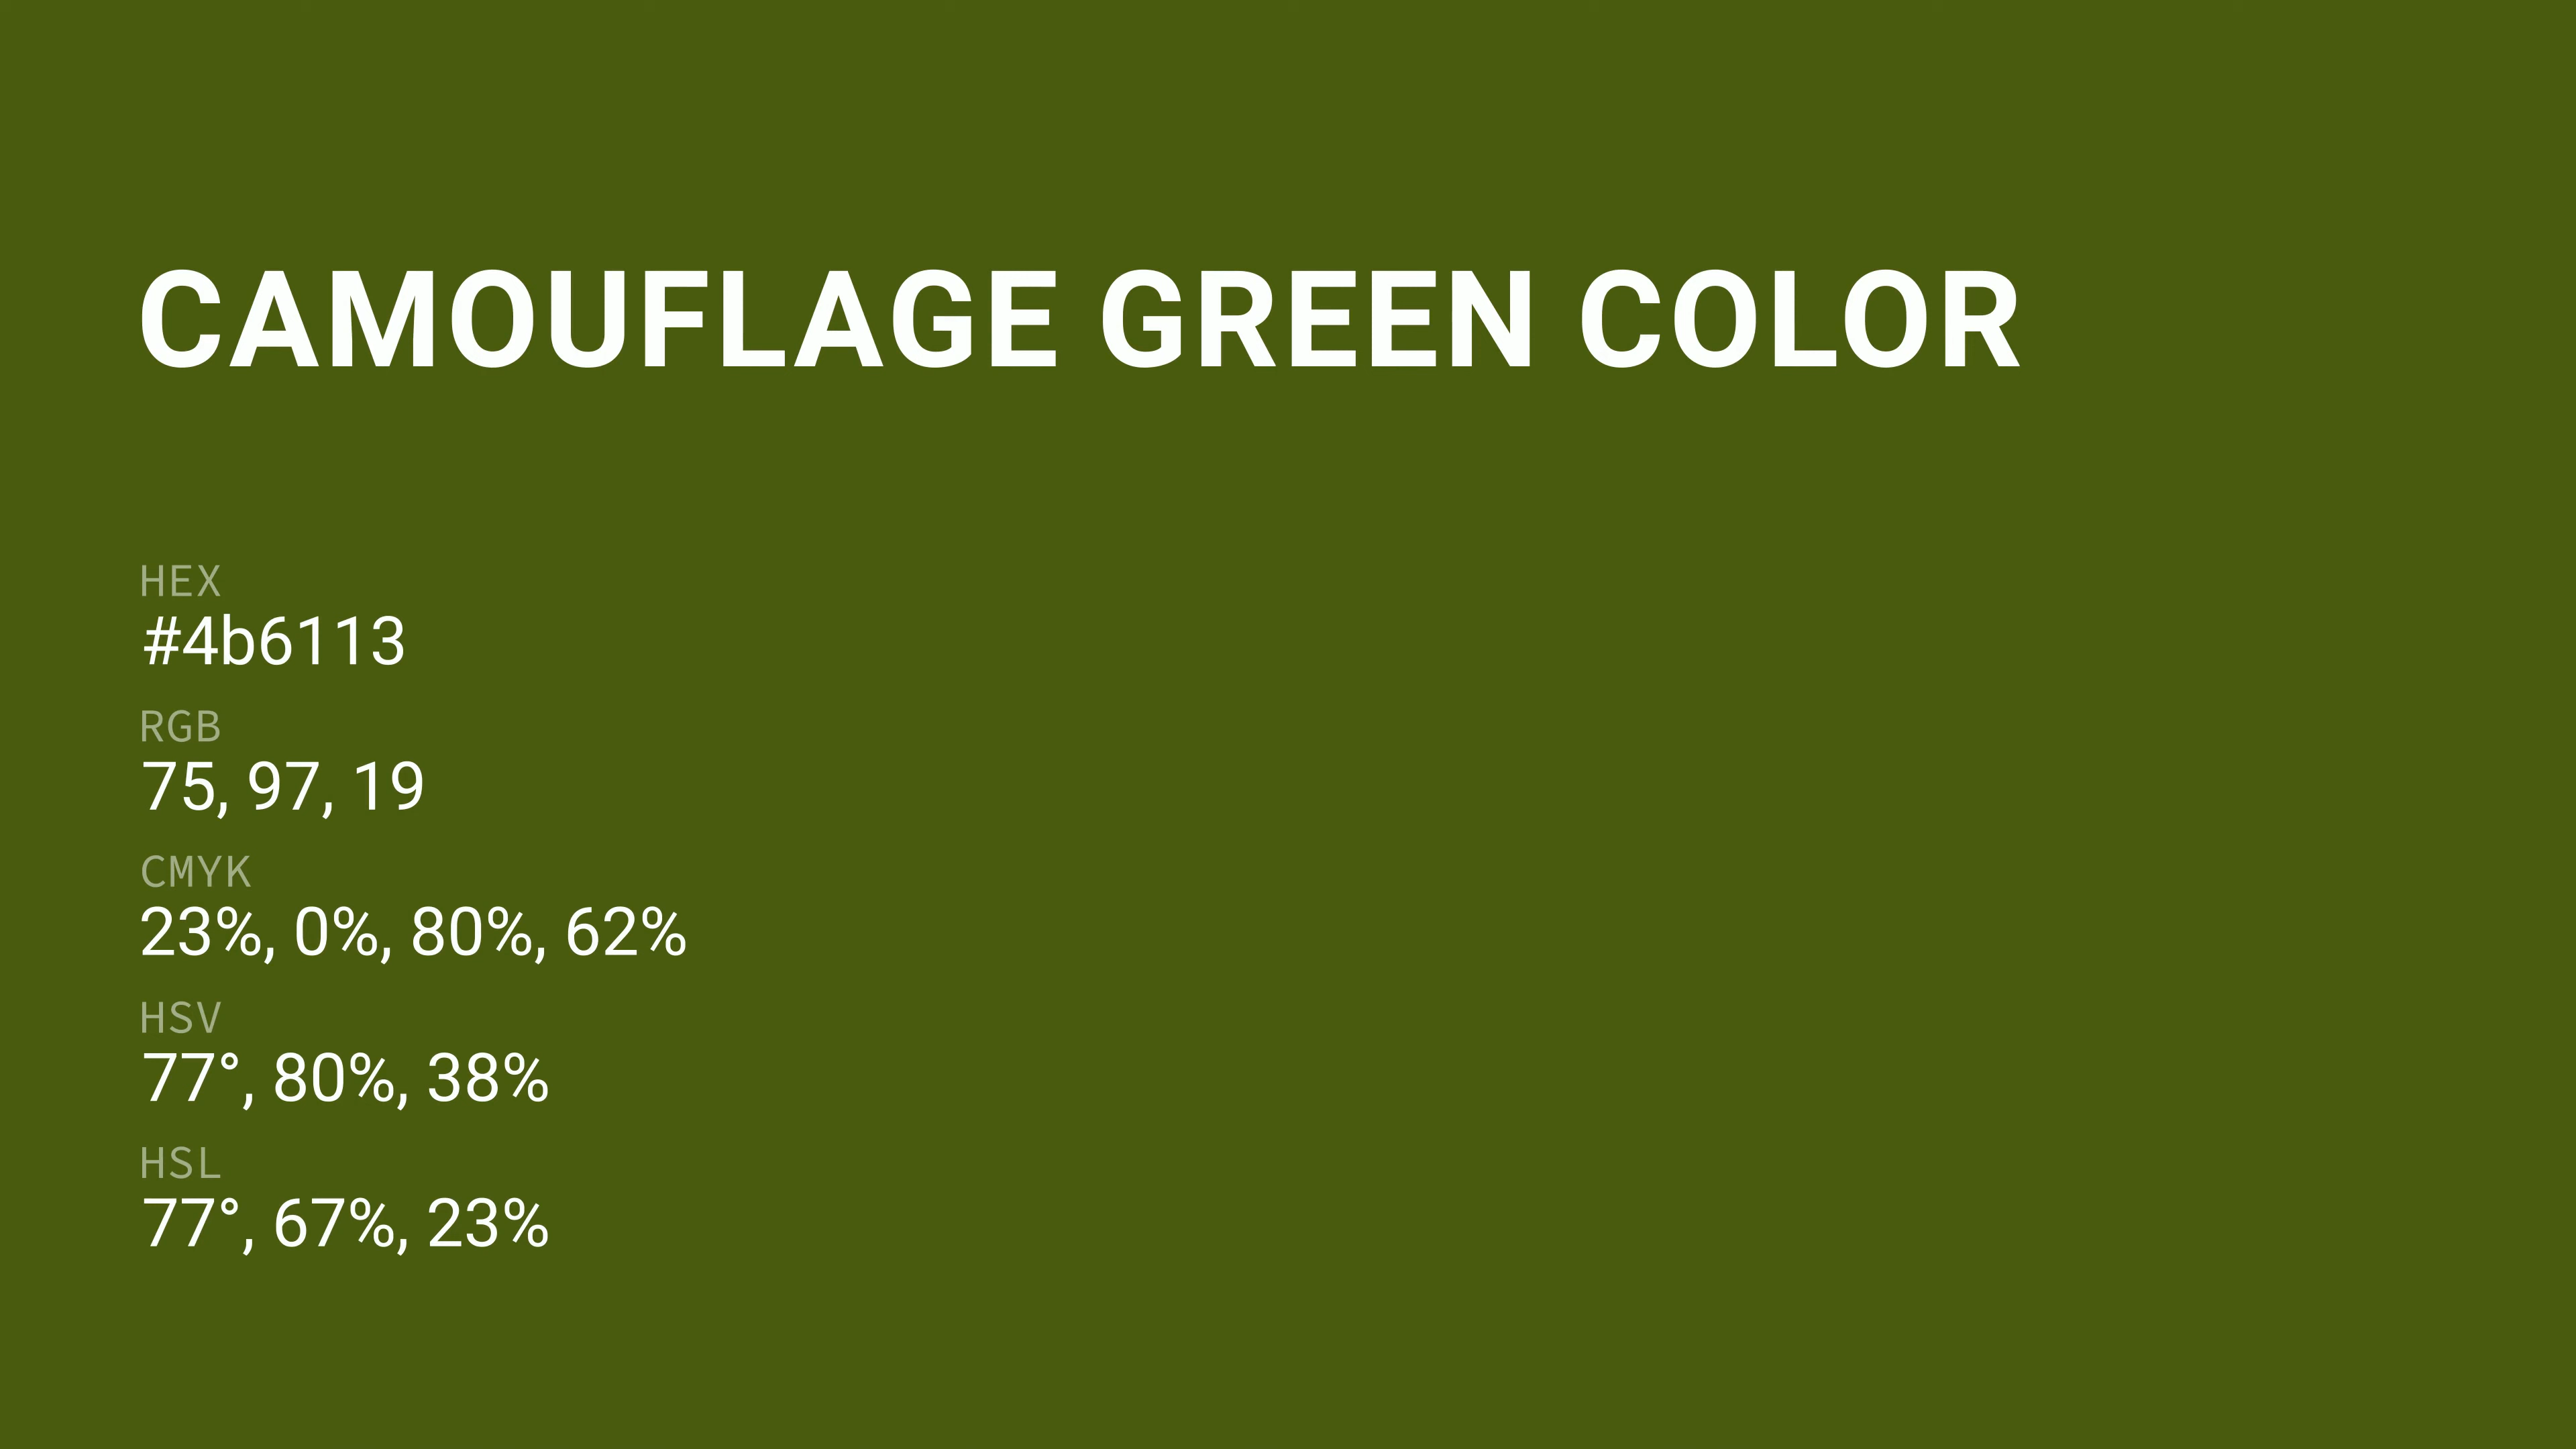 CAMOUFLAGE GREEN COLOR
HEX
#4b6113
RGB
75, 97, 19
CMYK
23%, 0%, 80%, 62%
HSV
77°, 80%, 38%
HSL
77°, 67%, 23%